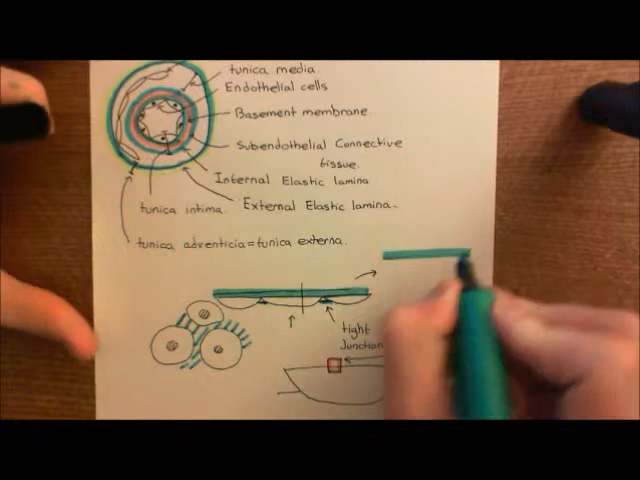 tunica media.
Endothelial cells
Basement membrane
Subendothelial Connective
tissue.
Internal Elastic lamina
tunica intima.
External Elastic lamina.
tunica adventicia = tunica externa.
tight
Junction